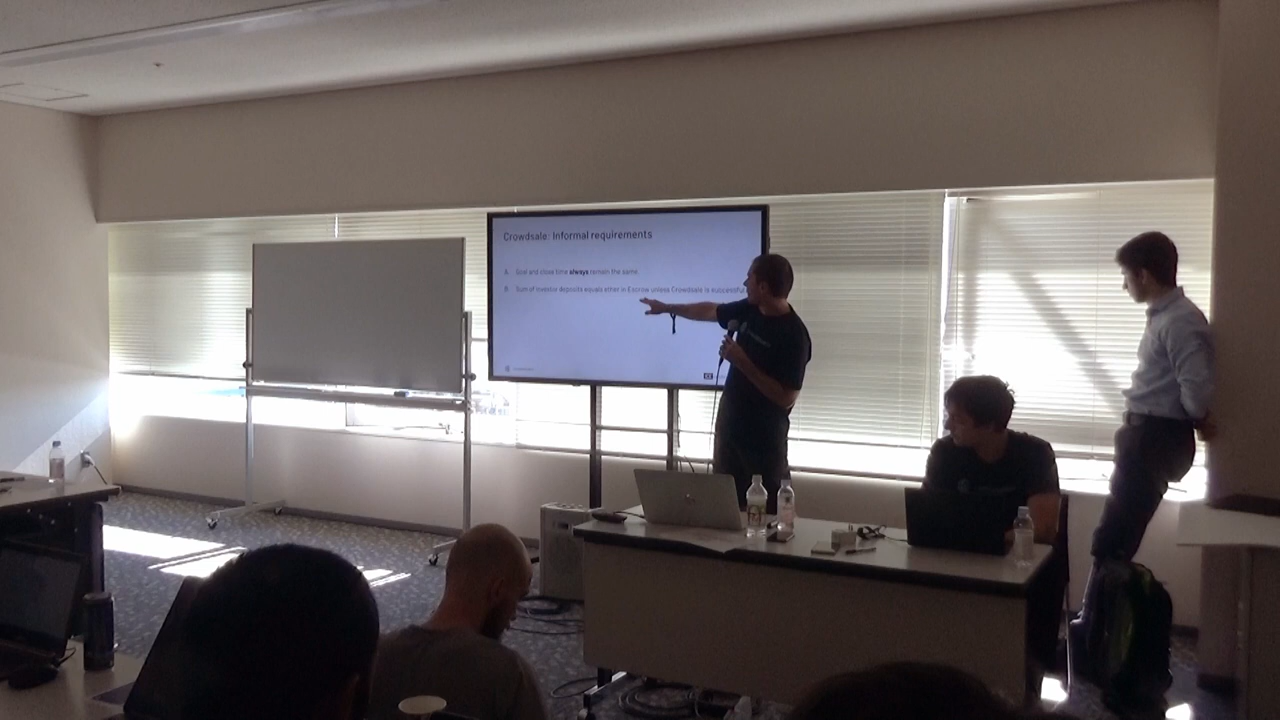 Crowdsale: Informal requirements
A. Goal and close time always remain the same.
B. Sum of investor deposits equals ether in Escrow unless Crowdsale is successful.